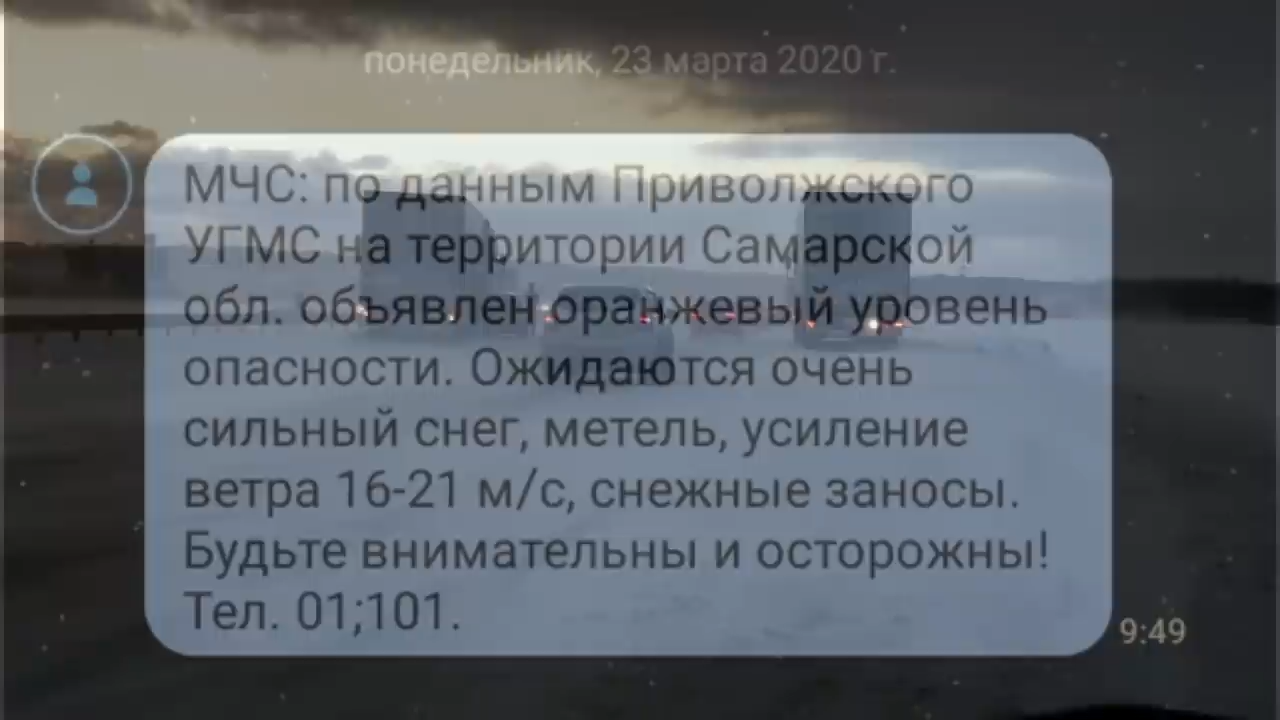 понедельник, 23 марта 2020 г.
МЧС: по данным Приволжского
УГМС на территории Самарской
обл. объявлен оранжевый уровень
опасности. Ожидаются очень
сильный снег, метель, усиление
ветра 16-21 м/с, снежные заносы.
Будьте внимательны и осторожны!
Тел. 01;101.
9:49